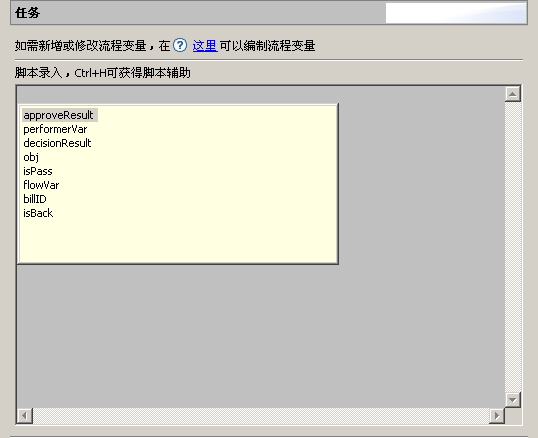 任务
如需新增或修改流程变量，在 ? 这里 可以编制流程变量
脚本录入，Ctrl+H可获得脚本辅助
approveResult
performerVar
decisionResult
obj
isPass
flowVar
billID
isBack